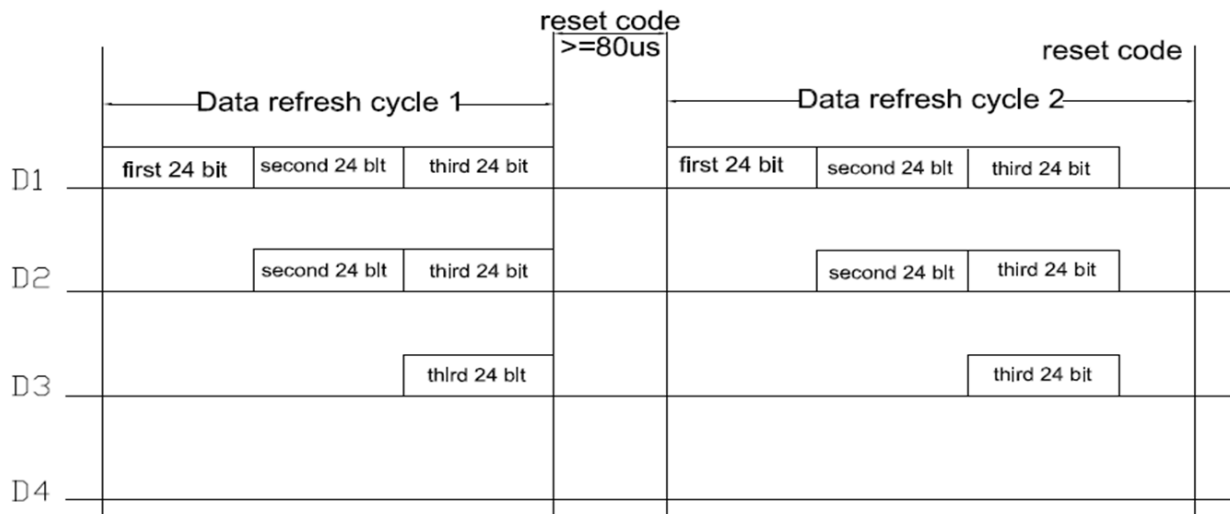 reset code
>=80us
reset code
Data refresh cycle 1
Data refresh cycle 2
D1
first 24 bit
second 24 blt
third 24 bit
first 24 bit
second 24 blt
third 24 bit
D2
second 24 blt
third 24 bit
second 24 blt
third 24 bit
D3
thlrd 24 blt
third 24 bit
D4